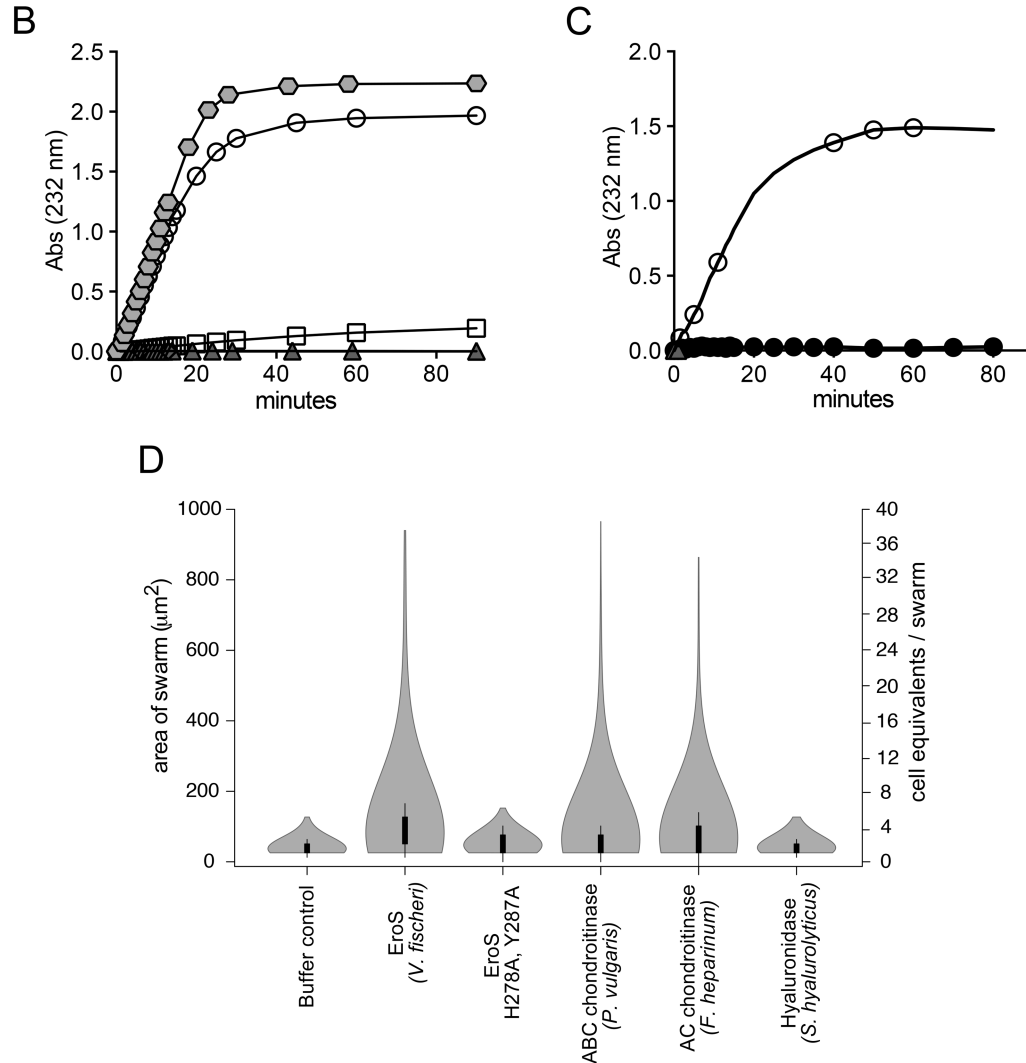 B
2.5
2.0
1.5
1.0
0.5
0.0
0 20 40 60 80
Abs (232 nm)
minutes
C
2.0
1.5
1.0
0.5
0.0
0 20 40 60 80
Abs (232 nm)
minutes
D
1000
800
600
400
200
0
area of swarm (µm2)
40
36
32
28
24
20
16
12
8
4
0
cell equivalents / swarm
Buffer control
EroS
(V. fischeri)
EroS
H278A, Y287A
ABC chondroitinase
(P. vulgaris)
AC chondroitinase
(F. heparinum)
Hyaluronidase
(S. hyalurolyticus)